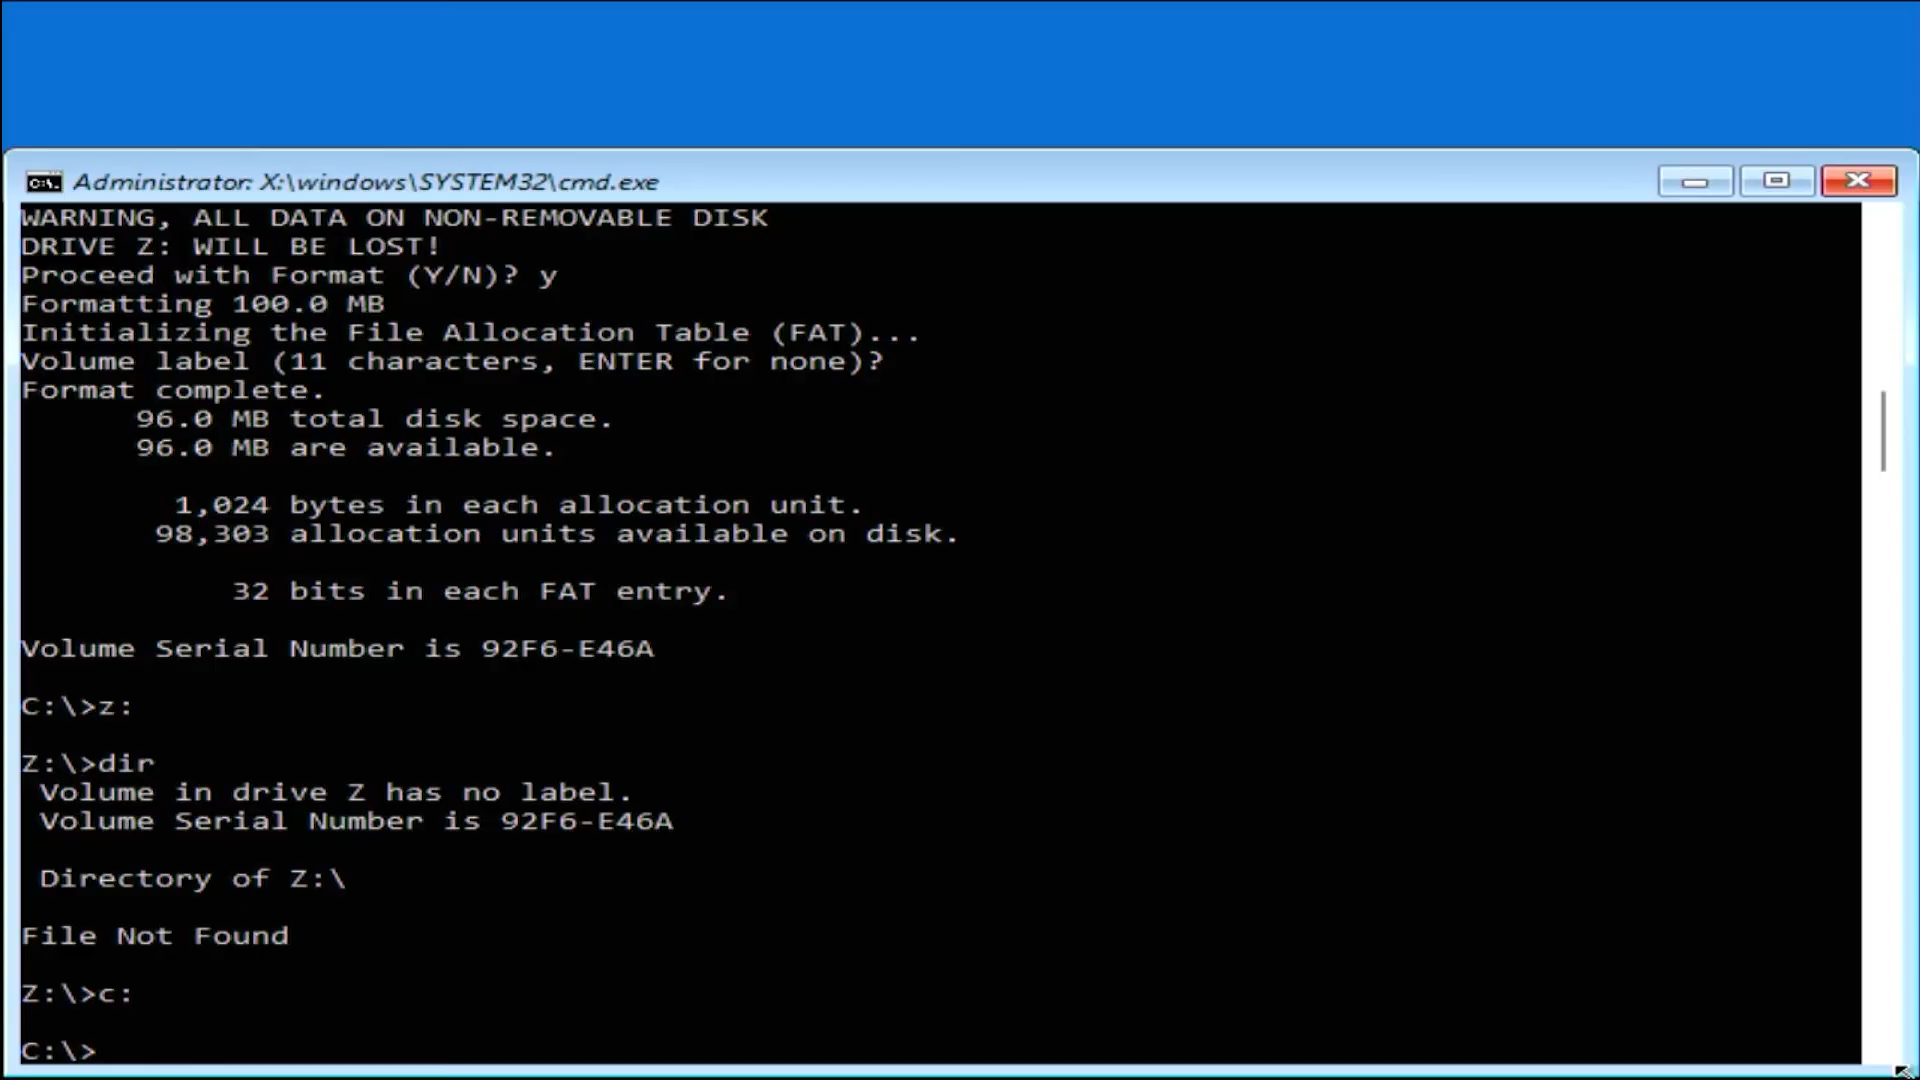 Administrator: X:\windows\SYSTEM32\cmd.exe
WARNING, ALL DATA ON NON-REMOVABLE DISK
DRIVE Z: WILL BE LOST!
Proceed with Format (Y/N)? y
Formatting 100.0 MB
Initializing the File Allocation Table (FAT)...
Volume label (11 characters, ENTER for none)?
Format complete.
96.0 MB total disk space.
96.0 MB are available.
1,024 bytes in each allocation unit.
98,303 allocation units available on disk.
32 bits in each FAT entry.
Volume Serial Number is 92F6-E46A
C:\>z:
Z:\>dir
Volume in drive Z has no label.
Volume Serial Number is 92F6-E46A
Directory of Z:\
File Not Found
Z:\>c:
C:\>